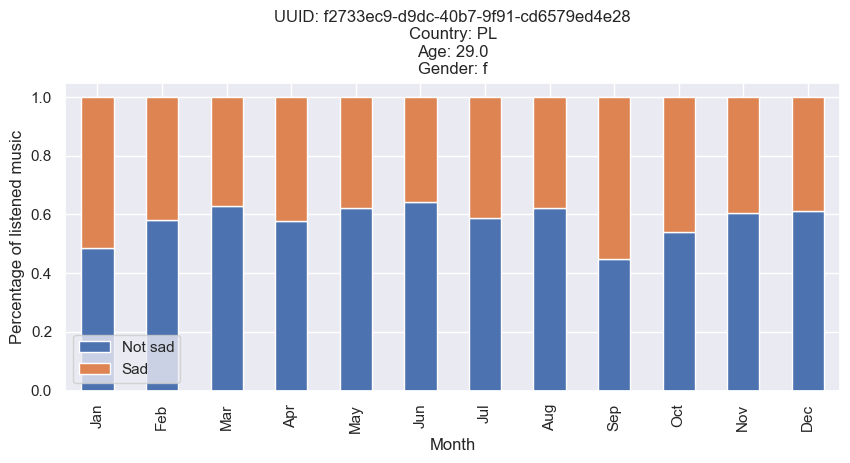 UUID: f2733ec9-d9dc-40b7-9f91-cd6579ed4e28
Country: PL
Age: 29.0
Gender: f
Percentage of listened music
1.0
0.8
0.6
0.4
0.2
0.0
Not sad
Sad
Jan
Feb
Mar
Apr
May
Jun
Jul
Aug
Sep
Oct
Nov
Dec
Month